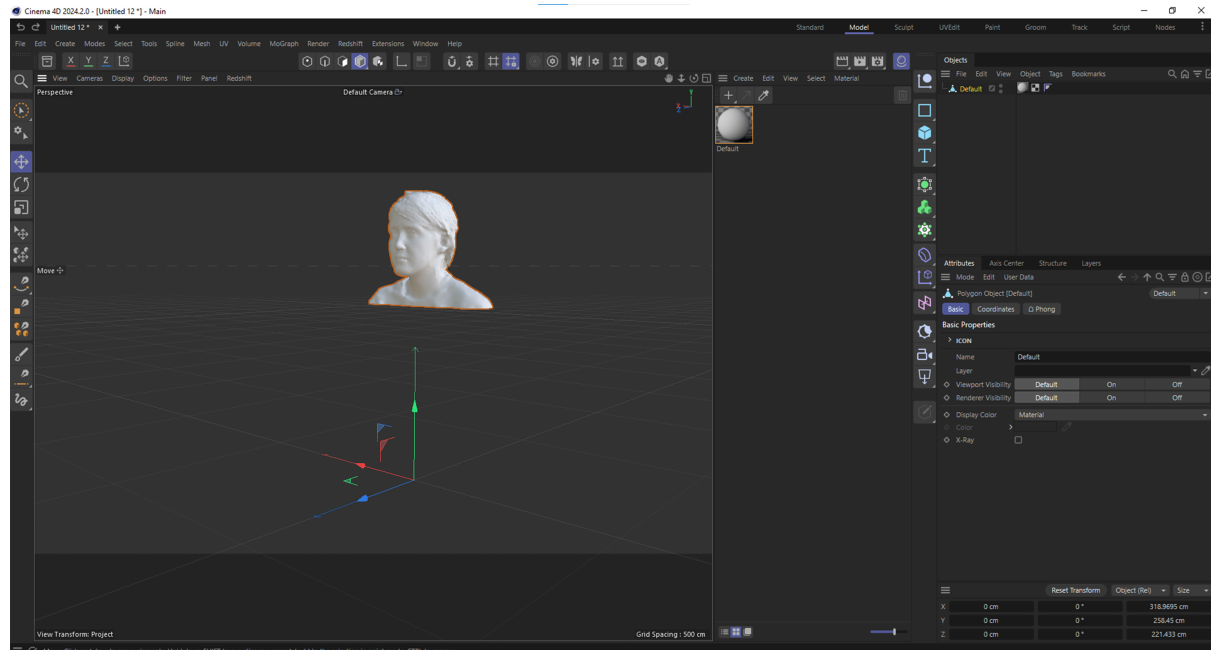 Cinema 4D 2024.2.0 - [Untitled 12 *] - Main
Untitled 12 *
Standard Model Sculpt UVEdit Paint Groom Track Script Nodes
File Edit Create Modes Select Tools Spline Mesh UV Volume MoGraph Render Redshift Extensions Window Help
X Y Z
View Cameras Display Options Filter Panel Redshift
Perspective
Default Camera
Y
X
Z
Move
View Transform: Project
Grid Spacing : 500 cm
Create Edit View Select Material
Default
Objects
File Edit View Object Tags Bookmarks
Default
Attributes Axis Center Structure Layers
Mode Edit User Data
Polygon Object [Default]
Default
Basic Coordinates Phong
Basic Properties
ICON
Name Default
Layer
Viewport Visibility Default On Off
Renderer Visibility Default On Off
Display Color Material
Color
X-Ray
Reset Transform Object (Rel) Size
X 0 cm 0 ° 318.9695 cm
Y 0 cm 0 ° 258.45 cm
Z 0 cm 0 ° 221.433 cm